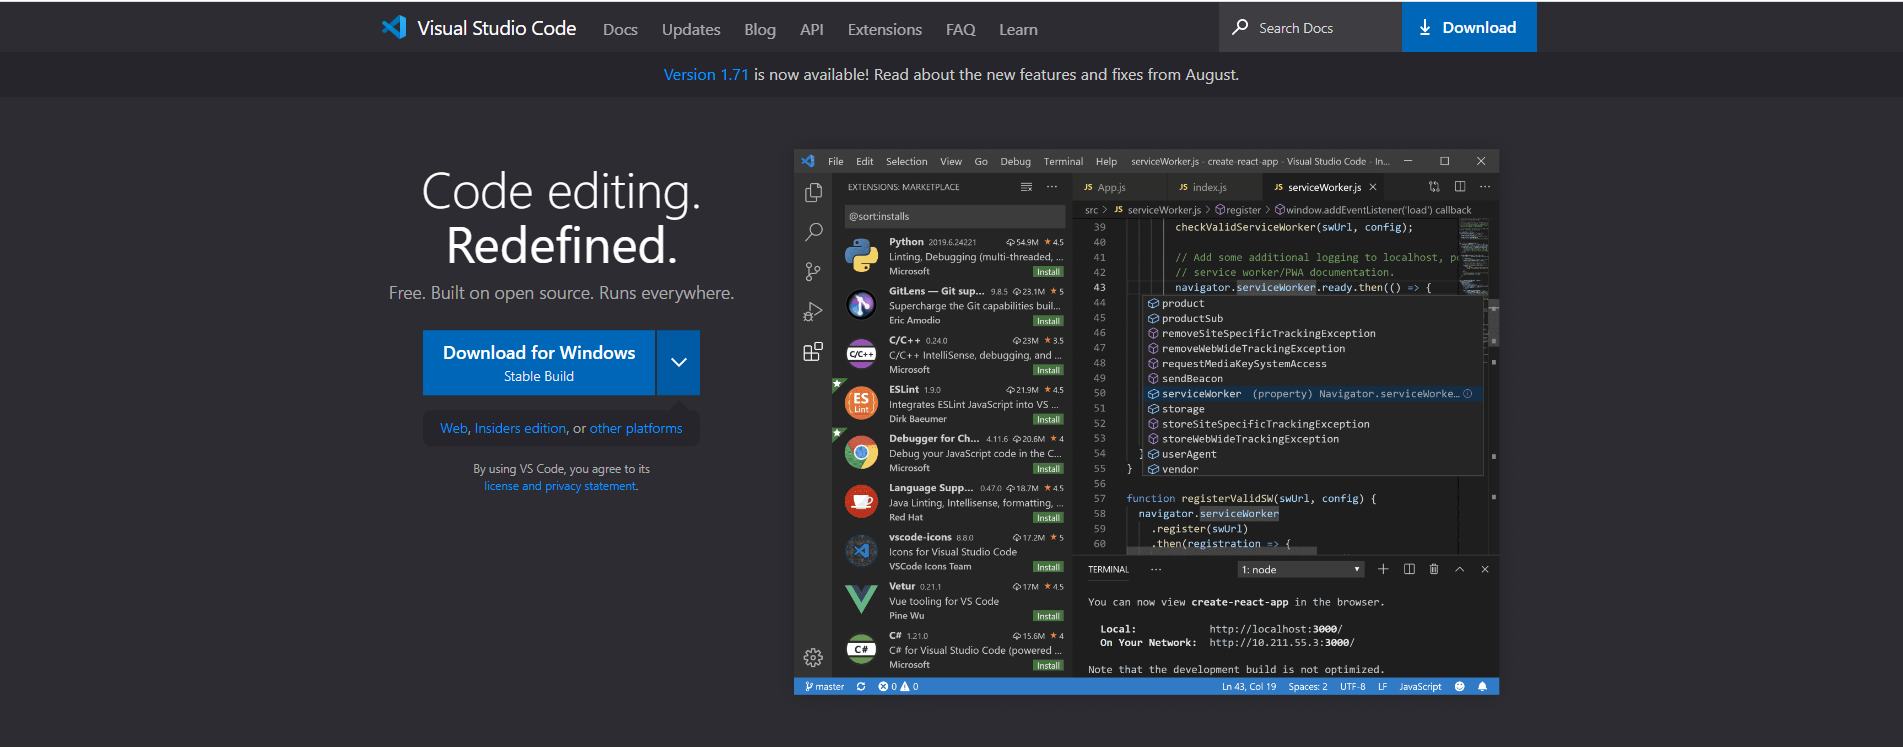 Visual Studio Code Docs Updates Blog API Extensions FAQ Learn Search Docs Download
Version 1.71 is now available! Read about the new features and fixes from August.
Code editing.
Redefined.
Free. Built on open source. Runs everywhere.
Download for Windows
Stable Build
Web, Insiders edition, or other platforms
By using VS Code, you agree to its
license and privacy statement.
File Edit Selection View Go Debug Terminal Help serviceWorker.js - create-react-app - Visual Studio Code - In...
EXTENSIONS: MARKETPLACE
@sort:installs
Python 2019.6.24221 54.9M ★ 4.5
Linting, Debugging (multi-threaded, ...
Microsoft Install
GitLens — Git sup... 9.8.5 23.1M ★ 5
Supercharge the Git capabilities buil...
Eric Amodio Install
C/C++
C/C++ 0.24.0 23M ★ 3.5
C/C++ IntelliSense, debugging, and ...
Microsoft Install
ES
Lint
ESLint 1.9.0 21.9M ★ 4.5
Integrates ESLint JavaScript into VS ...
Dirk Baeumer Install
Debugger for Ch... 4.11.6 20.6M ★ 4
Debug your JavaScript code in the C...
Microsoft Install
Language Supp... 0.47.0 18.7M ★ 4.5
Java Linting, Intellisense, formatting, ...
Red Hat Install
vscode-icons 8.8.0 17.2M ★ 5
Icons for Visual Studio Code
VSCode Icons Team Install
Vetur 0.21.1 17M ★ 4.5
Vue tooling for VS Code
Pine Wu Install
C#
C# 1.21.0 15.6M ★ 4
C# for Visual Studio Code (powered ...
Microsoft Install
JS App.js JS index.js JS serviceWorker.js
src > JS serviceWorker.js > register > window.addEventListener('load') callback
39 checkValidServiceWorker(swUrl, config);
40
41 // Add some additional logging to localhost, po
42 // service worker/PWA documentation.
43 navigator.serviceWorker.ready.then(() => {
44 product
45 productSub
46 removeSiteSpecificTrackingException
47 removeWebWideTrackingException
48 requestMediaKeySystemAccess
49 sendBeacon
50 serviceWorker (property) Navigator.serviceWorke...
51 storage
52 storeSiteSpecificTrackingException
53 storeWebWideTrackingException
54 } userAgent
55 } vendor
56
57 function registerValidSW(swUrl, config) {
58 navigator.serviceWorker
59 .register(swUrl)
60 .then(registration => {
TERMINAL ... 1: node
You can now view create-react-app in the browser.
Local: http://localhost:3000/
On Your Network: http://10.211.55.3:3000/
Note that the development build is not optimized.
master 0 0 Ln 43, Col 19 Spaces: 2 UTF-8 LF JavaScript